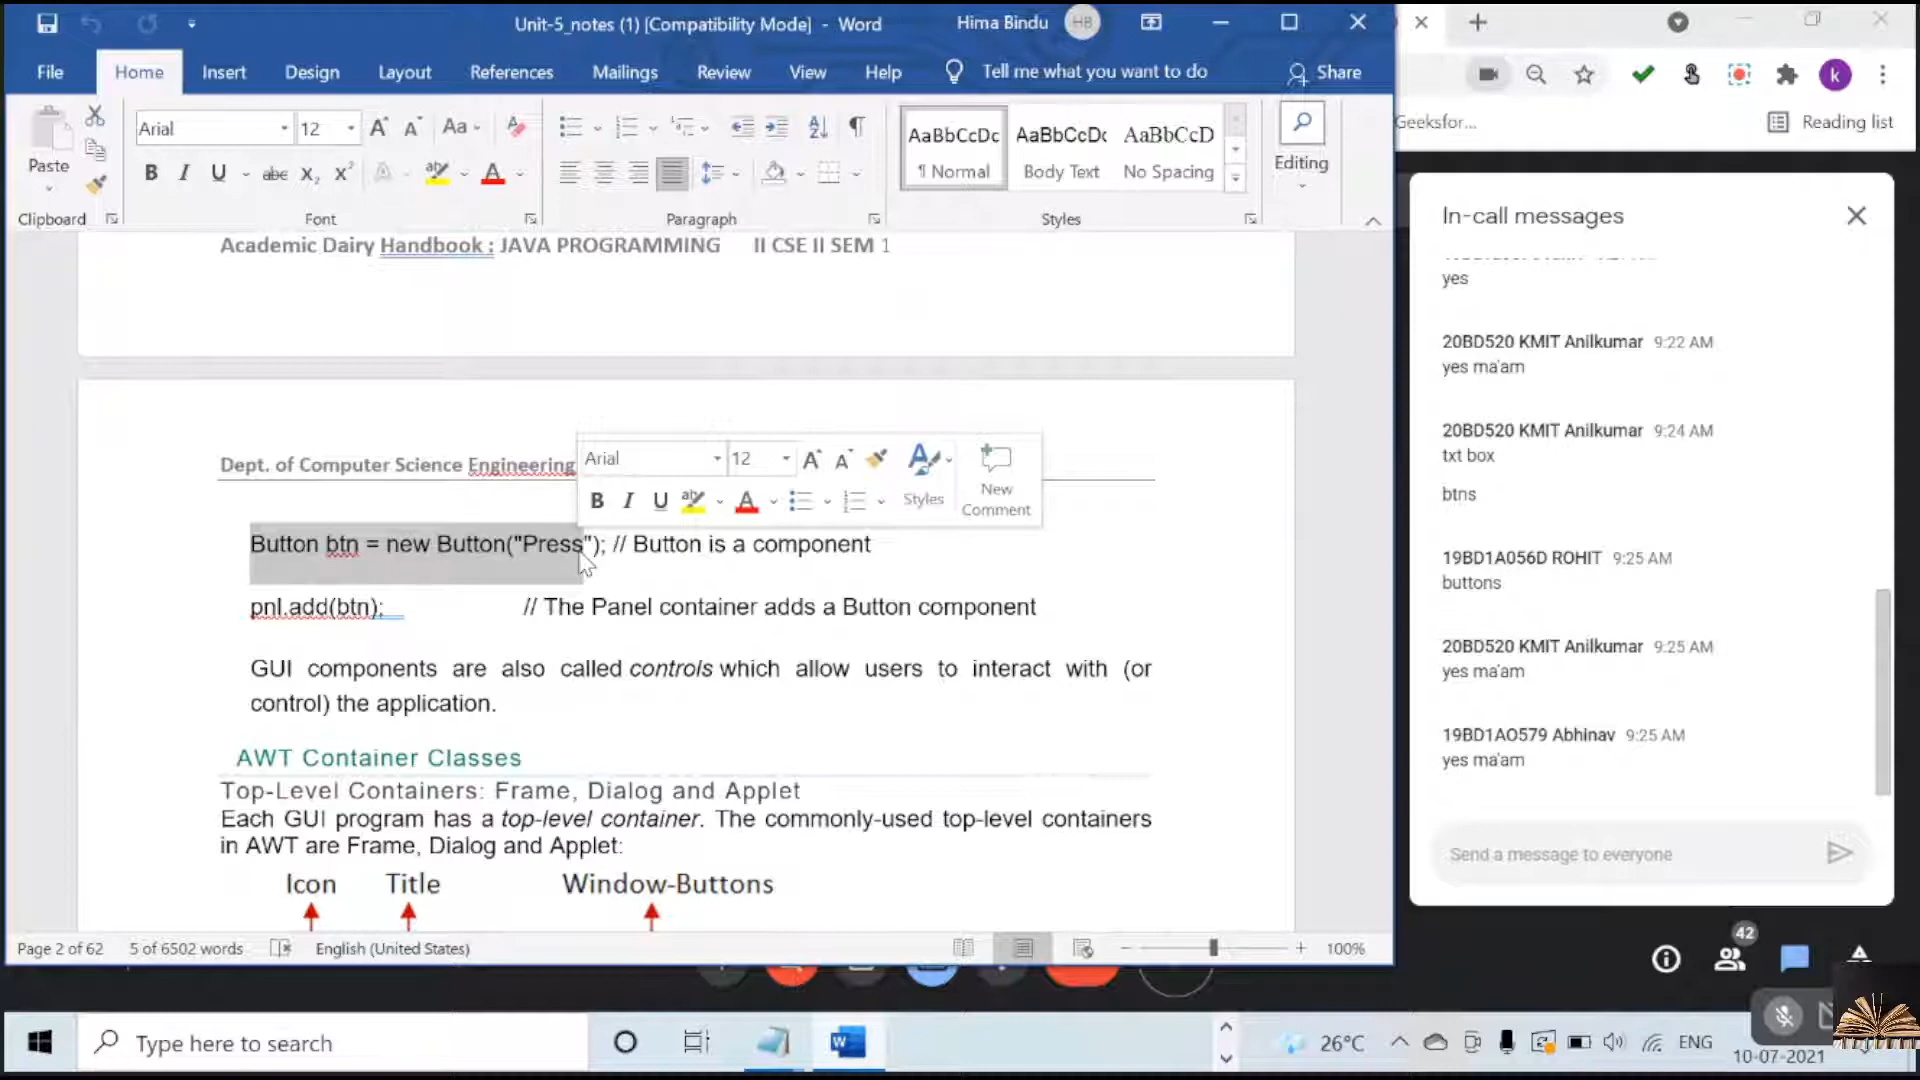 Unit-5_notes (1) [Compatibility Mode] - Word
Hima Bindu
HB
File Home Insert Design Layout References Mailings Review View Help Tell me what you want to do Share
Paste
Clipboard
Arial 12
Aa
B I U abc X2 X2 A
Font
Paragraph
AaBbCcDc AaBbCcDc AaBbCcD
¶ Normal Body Text No Spacing
Styles
Editing
Academic Dairy Handbook : JAVA PROGRAMMING II CSE II SEM 1
Dept. of Computer Science Engineering
Arial 12
B I U
Styles
New
Comment
Button btn = new Button("Press"); // Button is a component
pnl.add(btn); // The Panel container adds a Button component
GUI components are also called controls which allow users to interact with (or
control) the application.
AWT Container Classes
Top-Level Containers: Frame, Dialog and Applet
Each GUI program has a top-level container. The commonly-used top-level containers
in AWT are Frame, Dialog and Applet:
Icon Title Window-Buttons
Page 2 of 62 5 of 6502 words English (United States) 100%
k
Geeksfor...
Reading list
In-call messages
yes
20BD520 KMIT Anilkumar 9:22 AM
yes ma'am
20BD520 KMIT Anilkumar 9:24 AM
txt box
btns
19BD1A056D ROHIT 9:25 AM
buttons
20BD520 KMIT Anilkumar 9:25 AM
yes ma'am
19BD1AO579 Abhinav 9:25 AM
yes ma'am
Send a message to everyone
42
Type here to search
26°C
ENG
10-07-2021